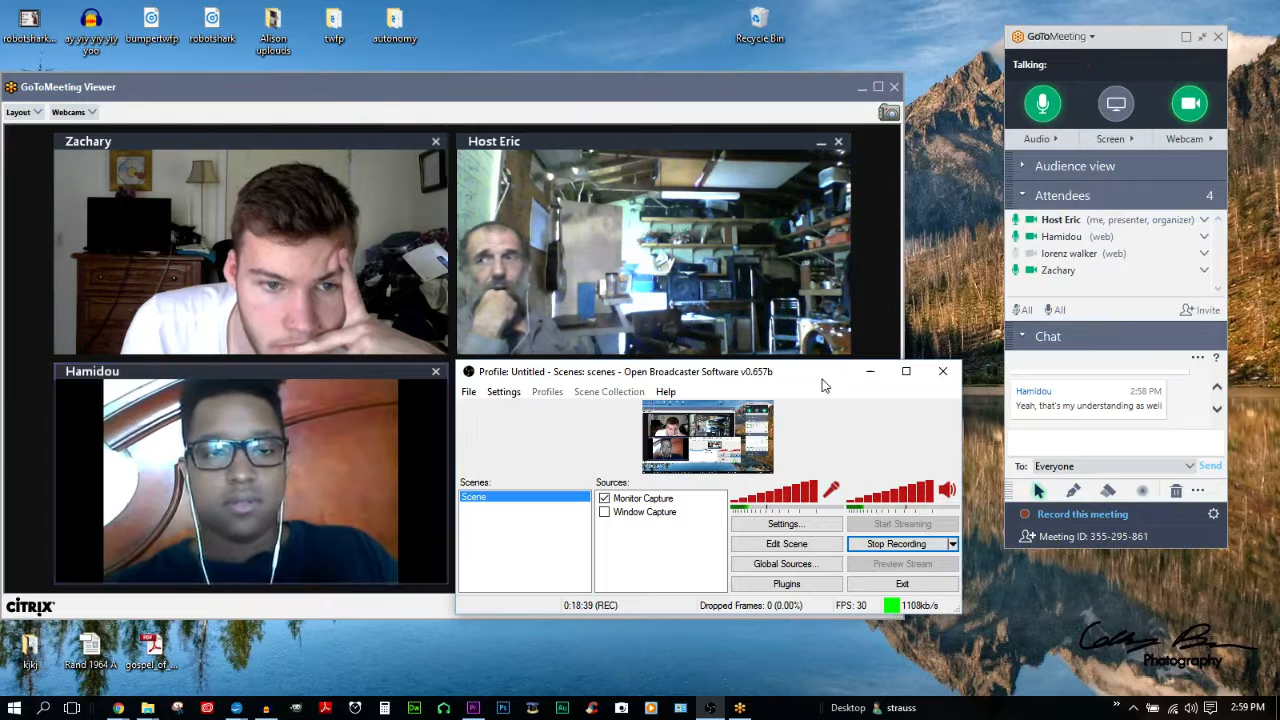 robotshark...
ay,yiy,yiy,yiy
yoo
bumpertwfp
robotshark
Alison
uplouds
twfp
autonomy
Recycle Bin
GoToMeeting Viewer
Layout
Webcams
Zachary
Host Eric
Hamidou
CITRIX
Profile: Untitled - Scenes: scenes - Open Broadcaster Software v0.657b
File Settings Profiles Scene Collection Help
Scenes:
Sources:
Scene
Monitor Capture
Window Capture
Settings...
Start Streaming
Edit Scene
Stop Recording
Global Sources...
Preview Stream
Plugins
Exit
0:18:39 (REC)
Dropped Frames: 0 (0.00%)
FPS: 30
1108kb/s
GoToMeeting
Talking:
Audio
Screen
Webcam
Audience view
Attendees 4
Host Eric (me, presenter, organizer)
Hamidou (web)
lorenz walker (web)
Zachary
All
All
Invite
Chat
?
Hamidou 2:58 PM
Yeah, that's my understanding as well
To: Everyone Send
Record this meeting
Meeting ID: 355-295-861
kjkj
Rand 1964 A
gospel_of_...
Photography
Desktop
strauss
2:59 PM